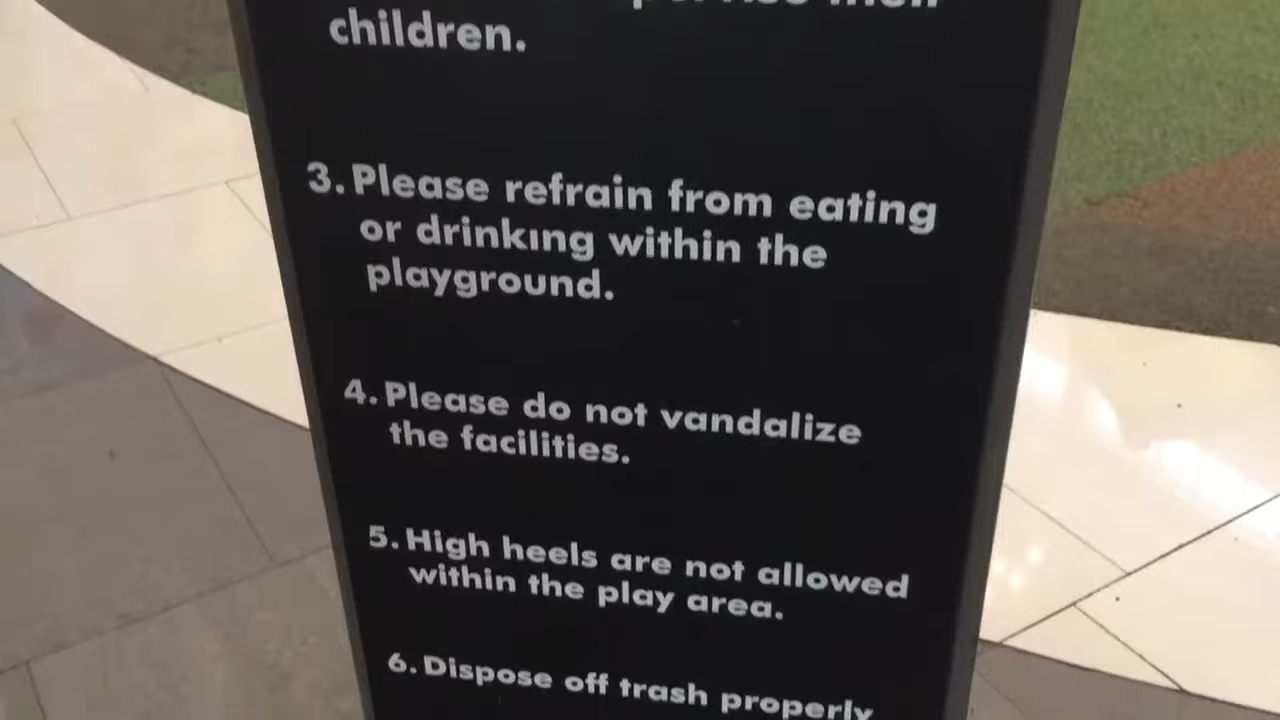 children.
3. Please refrain from eating
or drinking within the
playground.
4. Please do not vandalize
the facilities.
5. High heels are not allowed
within the play area.
6. Dispose off trash properly